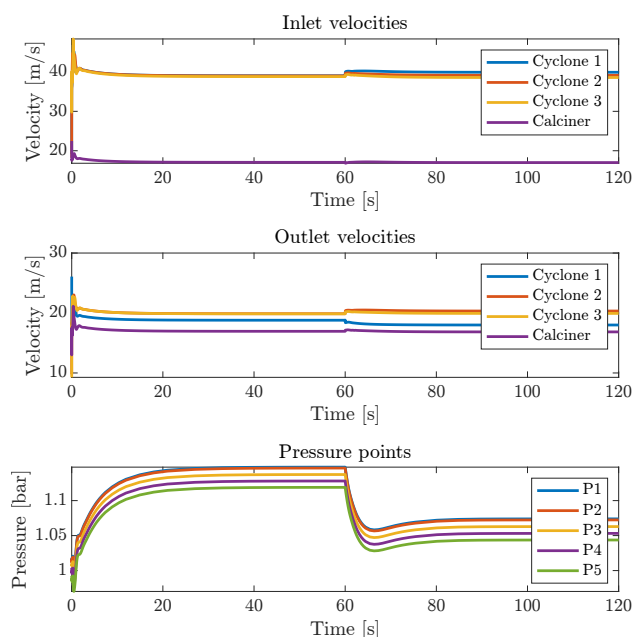 Inlet velocities
Velocity [m/s]
40
30
20
Cyclone 1
Cyclone 2
Cyclone 3
Calciner
0 20 40 60 80 100 120
Time [s]
Outlet velocities
Velocity [m/s]
30
20
10
Cyclone 1
Cyclone 2
Cyclone 3
Calciner
0 20 40 60 80 100 120
Time [s]
Pressure points
Pressure [bar]
1.1
1.05
1
P1
P2
P3
P4
P5
0 20 40 60 80 100 120
Time [s]